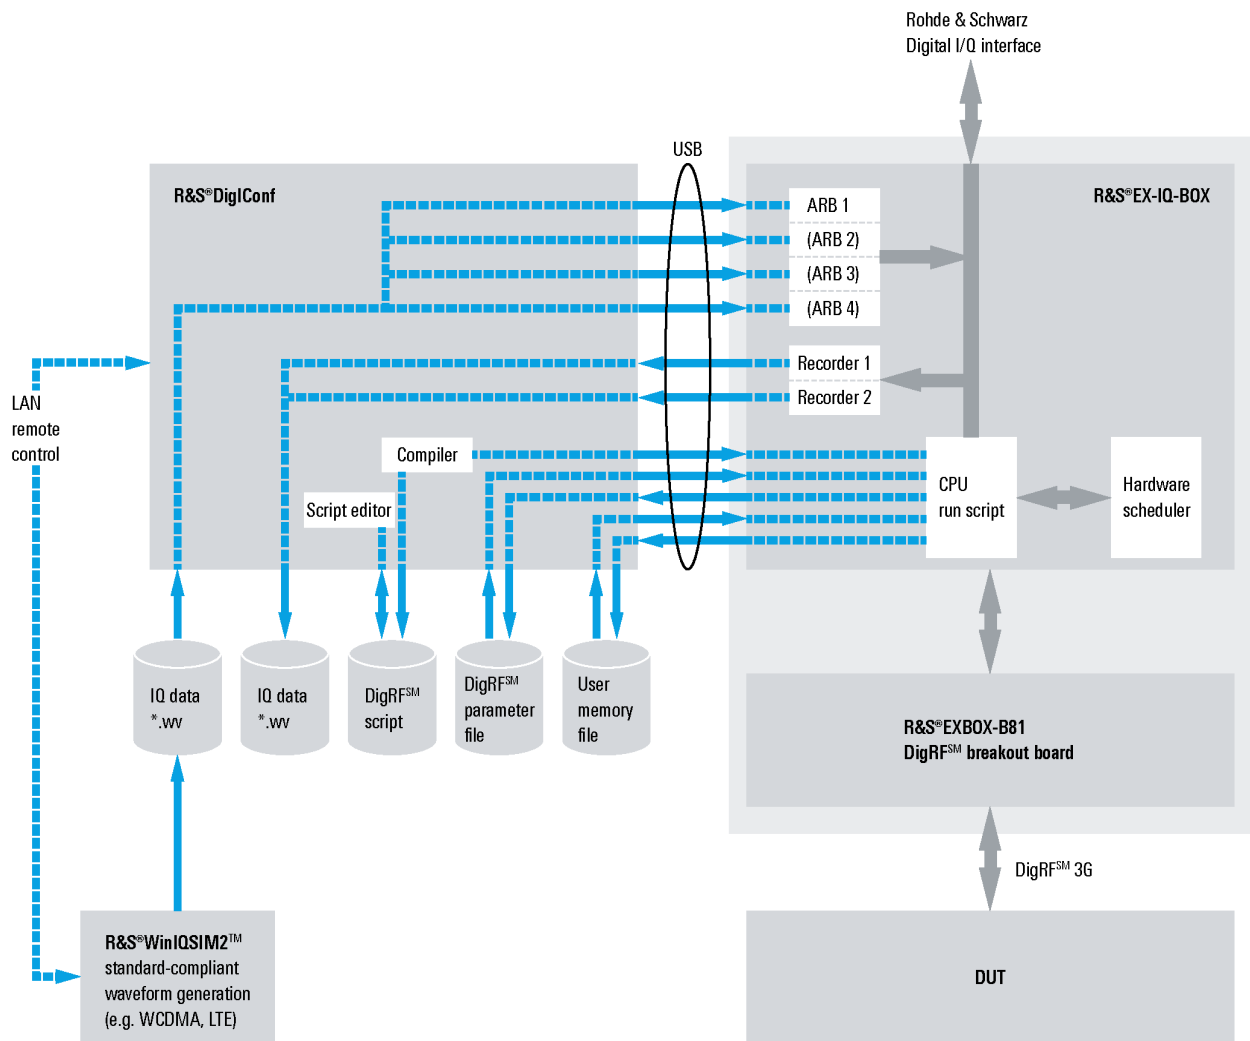 Rohde & Schwarz
Digital I/Q interface
USB
R&S®DigIConf
R&S®EX-IQ-BOX
ARB 1
(ARB 2)
(ARB 3)
(ARB 4)
Recorder 1
Recorder 2
LAN
remote
control
Compiler
Script editor
CPU
run script
Hardware
scheduler
IQ data
*.wv
IQ data
*.wv
DigRF℠
script
DigRF℠
parameter
file
User
memory
file
R&S®EXBOX-B81
DigRF℠ breakout board
DigRF℠ 3G
R&S®WinIQSIM2™
standard-compliant
waveform generation
(e.g. WCDMA, LTE)
DUT